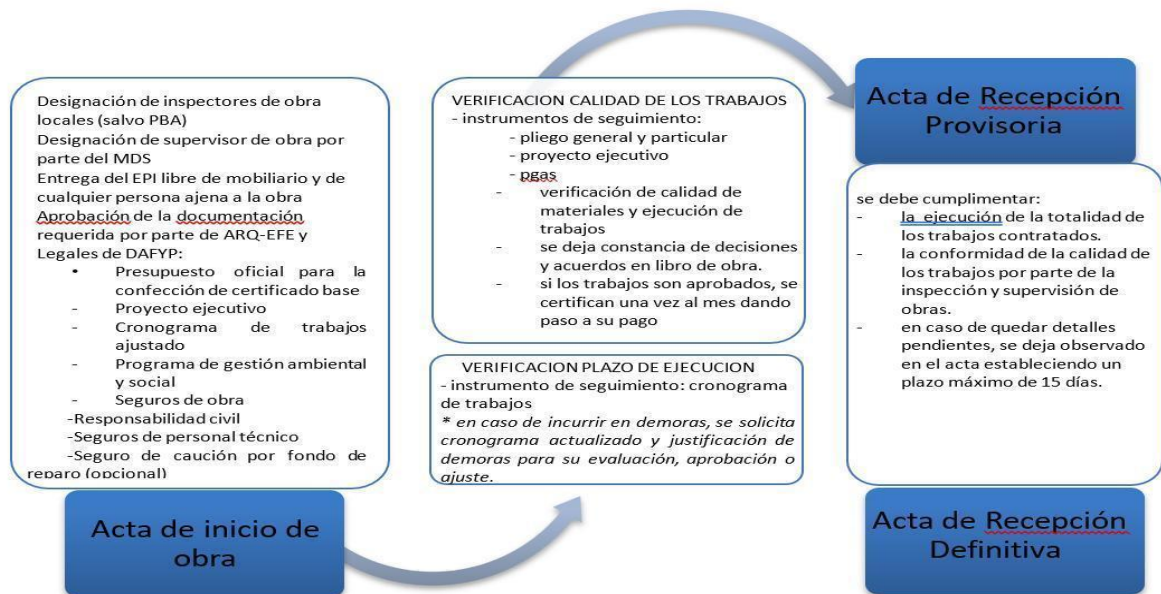 Designación de inspectores de obra
locales (salvo PBA)
Designación de supervisor de obra por
parte del MDS
Entrega del EPI libre de mobiliario y de
cualquier persona ajena a la obra
Aprobación de la documentación
requerida por parte de ARQ-EFE y
Legales de DAFYP:
• Presupuesto oficial para la
confección de certificado base
- Proyecto ejecutivo
- Cronograma de trabajos
ajustado
- Programa de gestión ambiental
y social
- Seguros de obra
-Responsabilidad civil
-Seguros de personal técnico
-Seguro de caución por fondo de
reparo (opcional)
Acta de inicio de
obra
VERIFICACION CALIDAD DE LOS TRABAJOS
- instrumentos de seguimiento:
- pliego general y particular
- proyecto ejecutivo
- pgas
- verificación de calidad de
materiales y ejecución de
trabajos
- se deja constancia de decisiones
y acuerdos en libro de obra.
- si los trabajos son aprobados, se
certifican una vez al mes dando
paso a su pago
VERIFICACION PLAZO DE EJECUCION
- instrumento de seguimiento: cronograma
de trabajos
* en caso de incurrir en demoras, se solicita
cronograma actualizado y justificación de
demoras para su evaluación, aprobación o
ajuste.
Acta de Recepción
Provisoria
se debe cumplimentar:
- la ejecución de la totalidad de
los trabajos contratados.
- la conformidad de la calidad de
los trabajos por parte de la
inspección y supervisión de
obras.
- en caso de quedar detalles
pendientes, se deja observado
en el acta estableciendo un
plazo máximo de 15 días.
Acta de Recepción
Definitiva